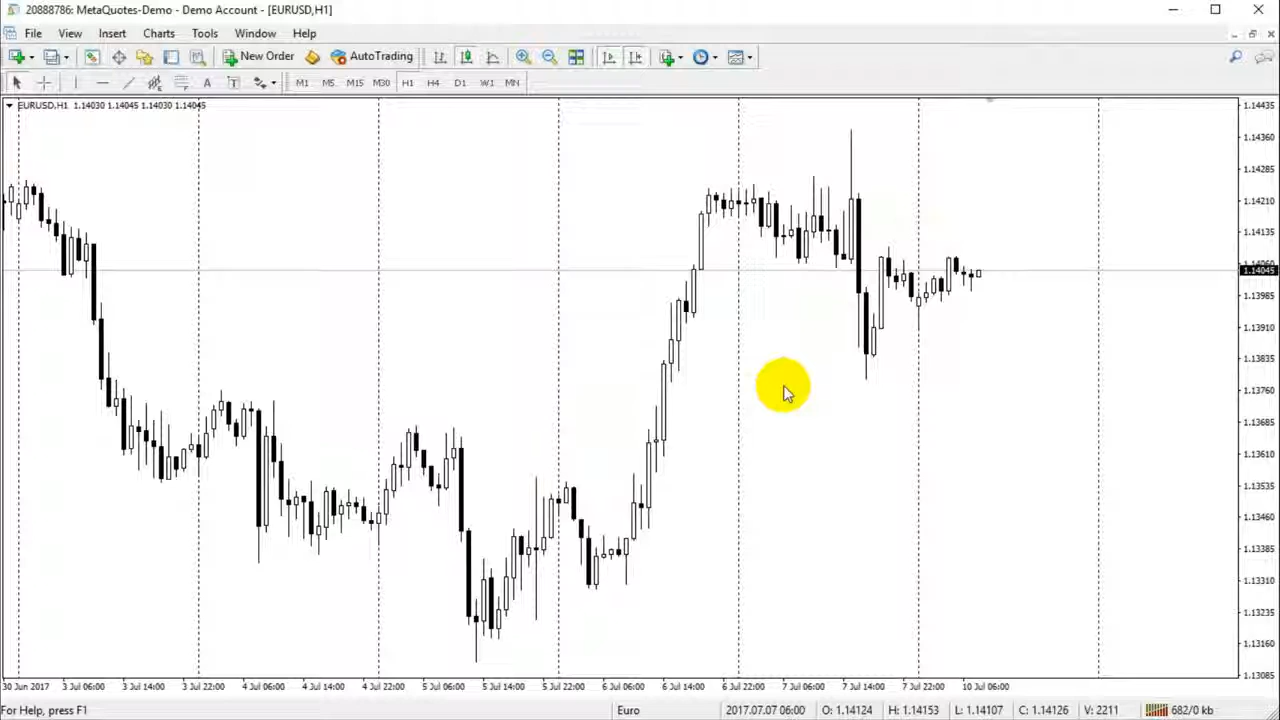 20888786: MetaQuotes-Demo - Demo Account - [EURUSD,H1]
File View Insert Charts Tools Window Help
New Order AutoTrading
A T M1 M5 M15 M30 H1 H4 D1 W1 MN
EURUSD,H1 1.14030 1.14045 1.14030 1.14045
1.14435
1.14360
1.14285
1.14210
1.14135
1.14060
1.14045
1.13985
1.13910
1.13835
1.13760
1.13685
1.13610
1.13535
1.13460
1.13385
1.13310
1.13235
1.13160
1.13085
30 Jun 2017 3 Jul 06:00 3 Jul 14:00 3 Jul 22:00 4 Jul 06:00 4 Jul 14:00 4 Jul 22:00 5 Jul 06:00 5 Jul 14:00 5 Jul 22:00 6 Jul 06:00 6 Jul 14:00 6 Jul 22:00 7 Jul 06:00 7 Jul 14:00 7 Jul 22:00 10 Jul 06:00
For Help, press F1 Euro 2017.07.07 06:00 O: 1.14124 H: 1.14153 L: 1.14107 C: 1.14126 V: 2211 682/0 kb